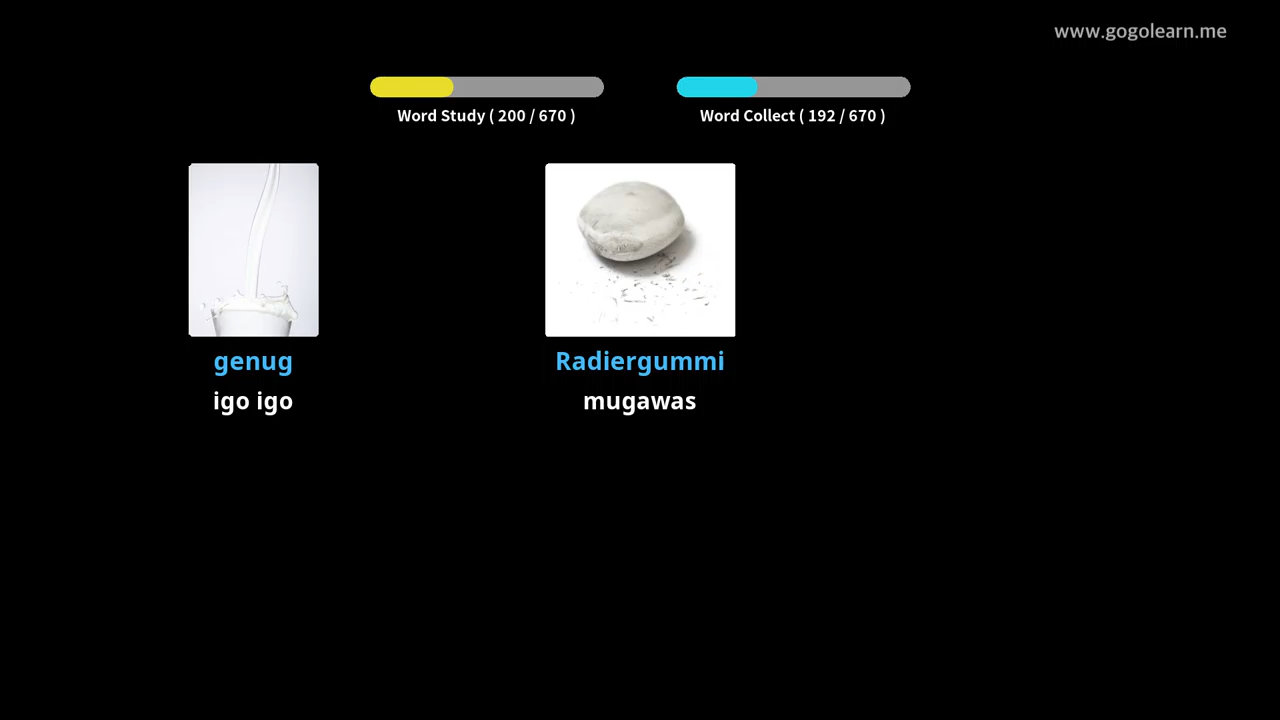 www.gogolearn.me
Word Study ( 200 / 670 )
Word Collect ( 192 / 670 )
genug
igo igo
Radiergummi
mugawas